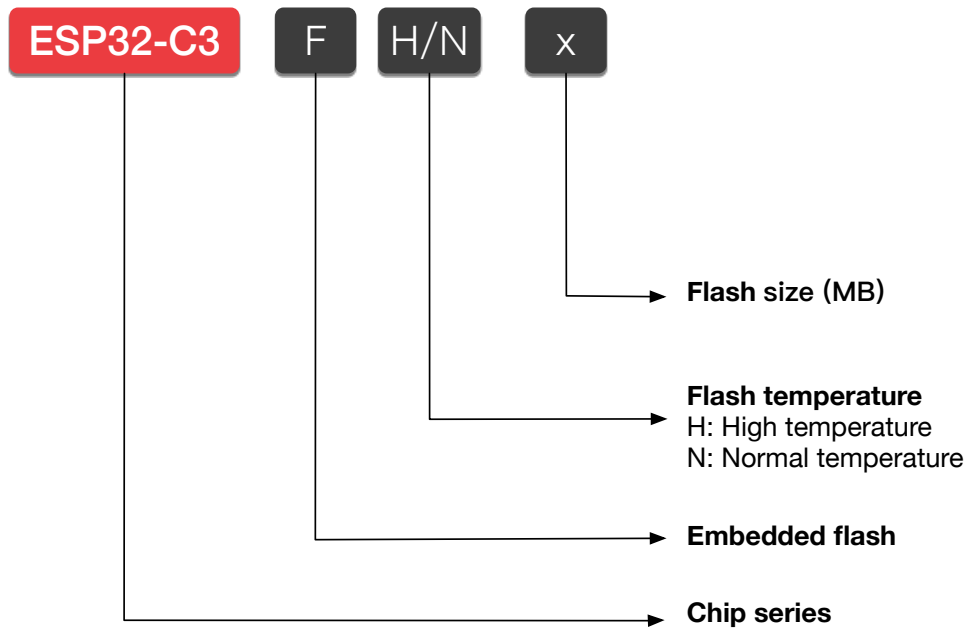 ESP32-C3 F H/N x
Flash size (MB)
Flash temperature
H: High temperature
N: Normal temperature
Embedded flash
Chip series